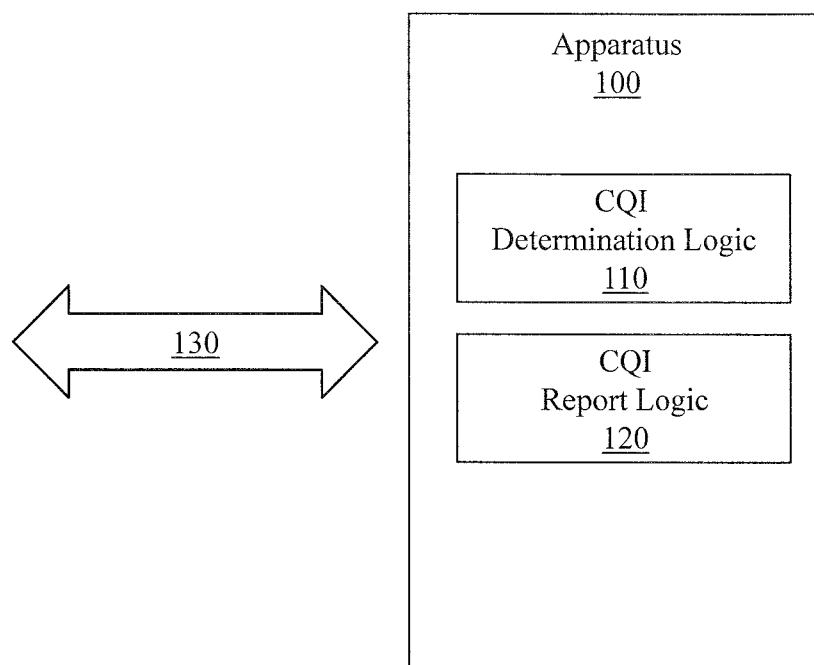 Apparatus
100
CQI
Determination Logic
110
130
CQI
Report Logic
120